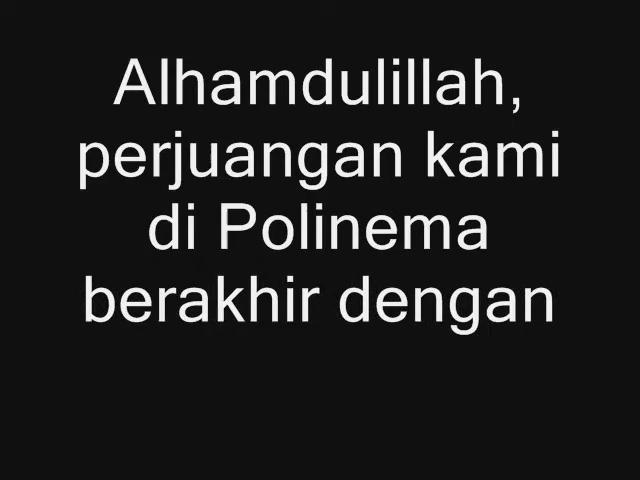 Alhamdulillah,
perjuangan kami
di Polinema
berakhir dengan